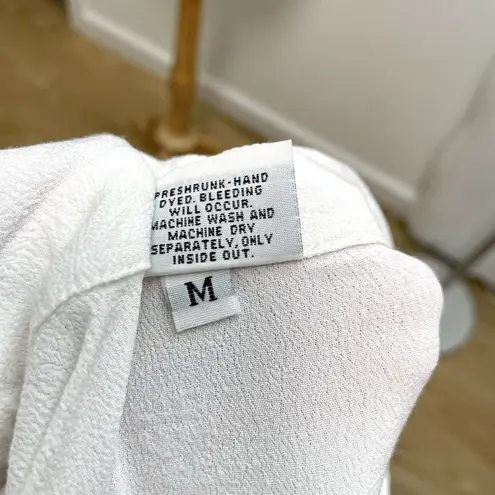 PRESHRUNK-HAND
DYED. BLEEDING
WILL OCCUR.
MACHINE WASH AND
MACHINE DRY
SEPARATELY, ONLY
INSIDE OUT.
M